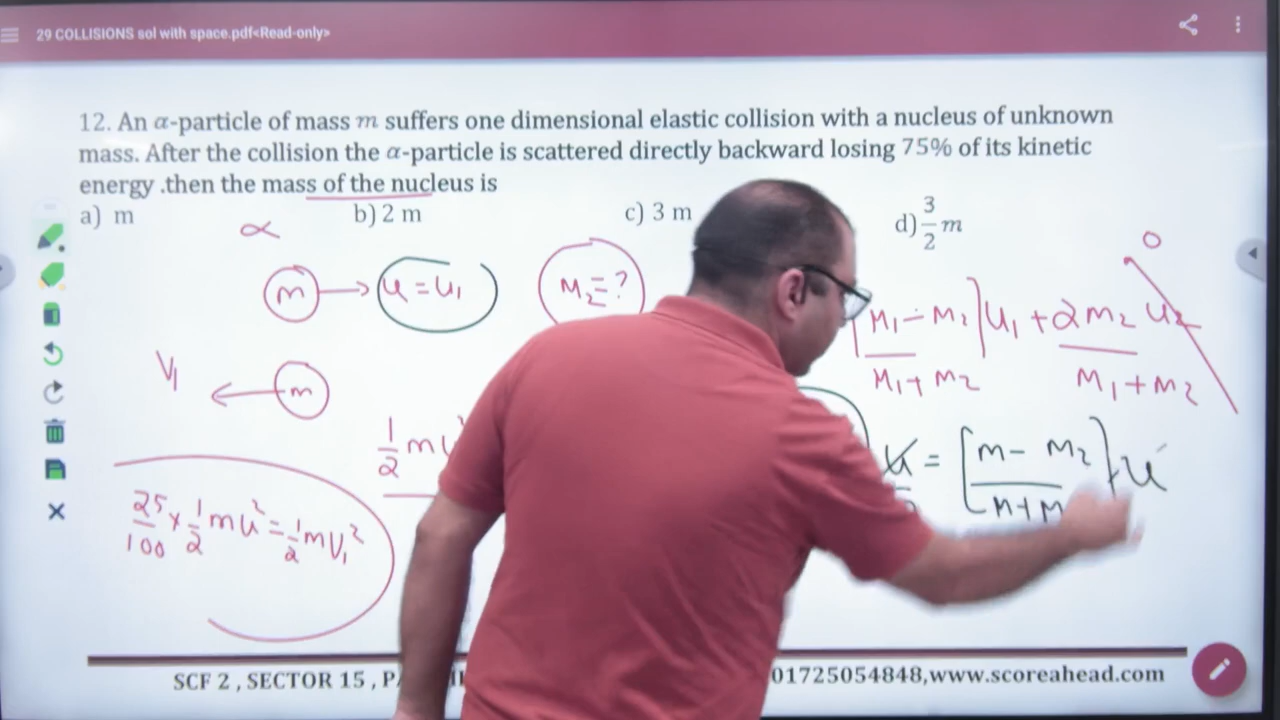 29 COLLISIONS sol with space.pdf<Read-only>
12. An α-particle of mass m suffers one dimensional elastic collision with a nucleus of unknown
mass. After the collision the α-particle is scattered directly backward losing 75% of its kinetic
energy .then the mass of the nucleus is
a) m b) 2 m c) 3 m d) 3/2 m
α
0
m → u = u₁ M₂ = ?
[M₁ - M₂ / M₁ + M₂] u₁ + 2m₂u₂ / M₁ + M₂
V₁ ← m
1/2 m
u = [m - m₂ / m + m] u
25/100 × 1/2 mu² = 1/2 mV₁²
SCF 2 , SECTOR 15 , 01725054848,www.scoreahead.com